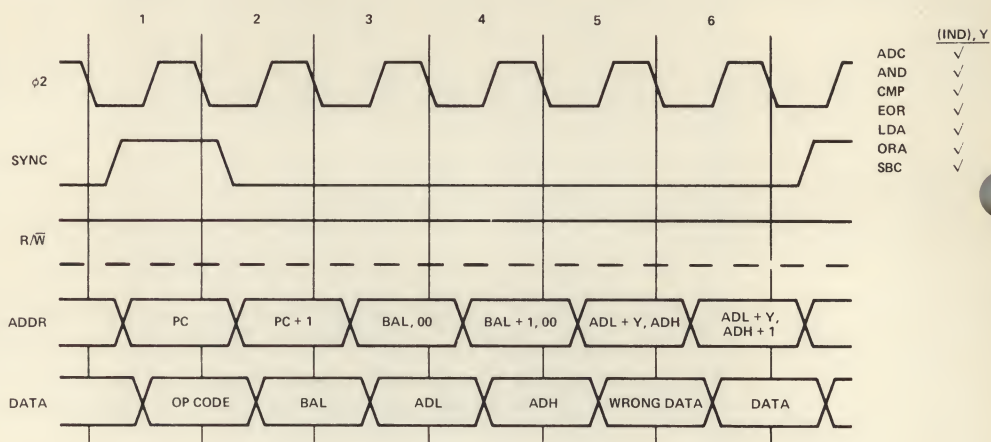 1 2 3 4 5 6
(IND), Y
ADC √
AND √
CMP √
EOR √
LDA √
ORA √
SBC √
φ2
SYNC
R/W̅
ADDR PC PC + 1 BAL, 00 BAL + 1, 00 ADL + Y, ADH ADL + Y, ADH + 1
DATA OP CODE BAL ADL ADH WRONG DATA DATA